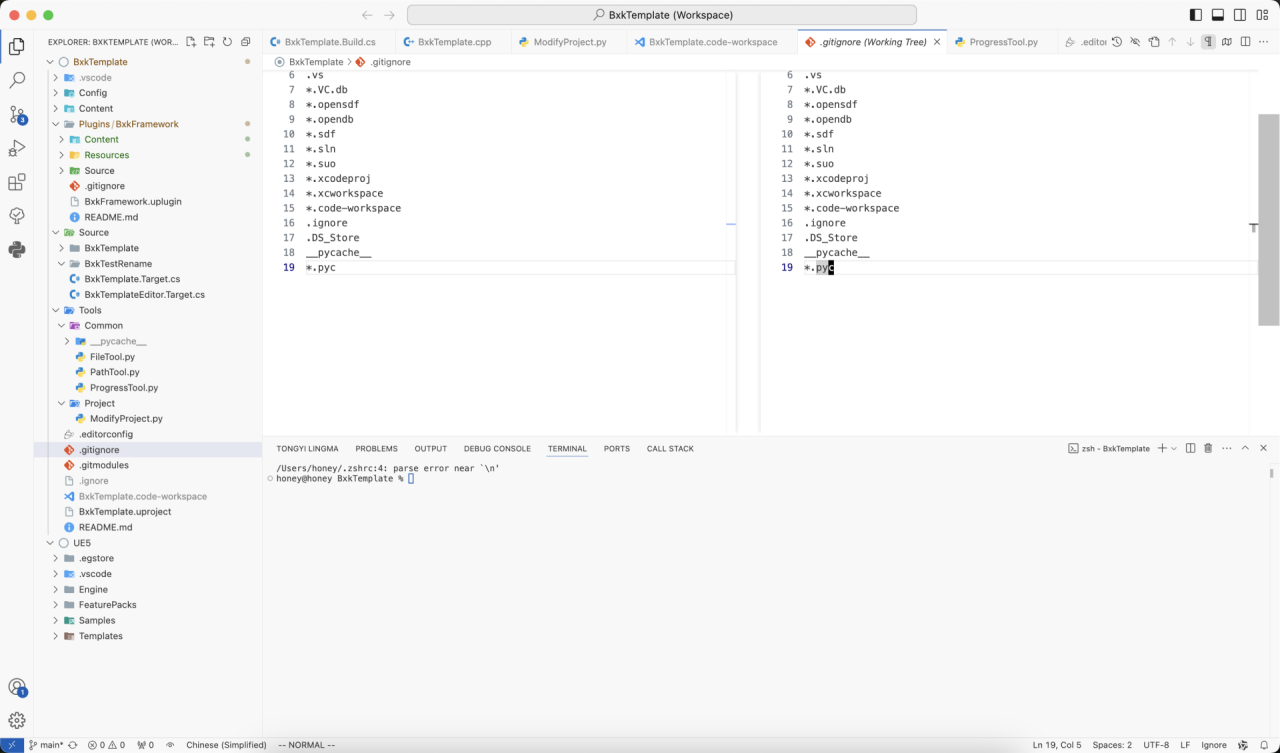 BxkTemplate (Workspace)
EXPLORER: BXKTEMPLATE (WOR...
BxkTemplate.Build.cs
BxkTemplate.cpp
ModifyProject.py
BxkTemplate.code-workspace
.gitignore (Working Tree)
ProgressTool.py
.editor
BxkTemplate > .gitignore
BxkTemplate
.vscode
Config
Content
Plugins / BxkFramework
Content
Resources
Source
.gitignore
BxkFramework.uplugin
README.md
Source
BxkTemplate
BxkTestRename
BxkTemplate.Target.cs
BxkTemplateEditor.Target.cs
Tools
Common
__pycache__
FileTool.py
PathTool.py
ProgressTool.py
Project
ModifyProject.py
.editorconfig
.gitignore
.gitmodules
.ignore
BxkTemplate.code-workspace
BxkTemplate.uproject
README.md
UE5
.egstore
.vscode
Engine
FeaturePacks
Samples
Templates
3
1
6 .vs
7 *.VC.db
8 *.opensdf
9 *.opendb
10 *.sdf
11 *.sln
12 *.suo
13 *.xcodeproj
14 *.xcworkspace
15 *.code-workspace
16 .ignore
17 .DS_Store
18 __pycache__
19 *.pyc
6 .vs
7 *.VC.db
8 *.opensdf
9 *.opendb
10 *.sdf
11 *.sln
12 *.suo
13 *.xcodeproj
14 *.xcworkspace
15 *.code-workspace
16 .ignore
17 .DS_Store
18 __pycache__
19 *.pyc
TONGYI LINGMA
PROBLEMS
OUTPUT
DEBUG CONSOLE
TERMINAL
PORTS
CALL STACK
zsh - BxkTemplate
/Users/honey/.zshrc:4: parse error near `\n'
honey@honey BxkTemplate %
main*
0
0
0
Chinese (Simplified)
-- NORMAL --
Ln 19, Col 5
Spaces: 2
UTF-8
LF
Ignore